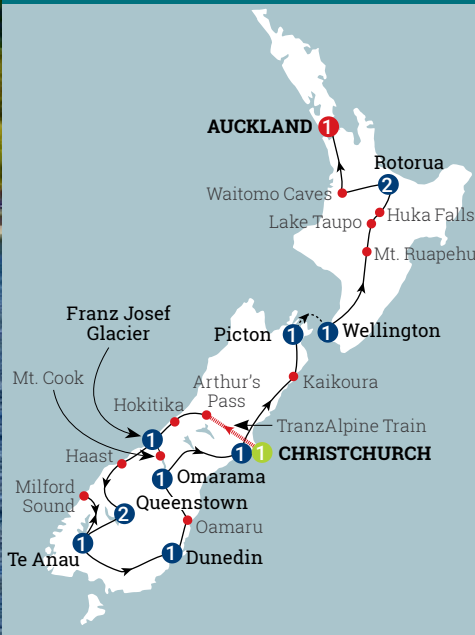 AUCKLAND 1
Rotorua
2
Waitomo Caves
Huka Falls
Lake Taupo
Mt. Ruapehu
Franz Josef
Glacier
Picton 1
1 Wellington
Mt. Cook
Arthur's
Pass
Kaikoura
Hokitika
TranzAlpine Train
1
1 1 CHRISTCHURCH
Haast
1 Omarama
Milford
Sound
Queenstown
2
Oamaru
1
Te Anau
1 Dunedin